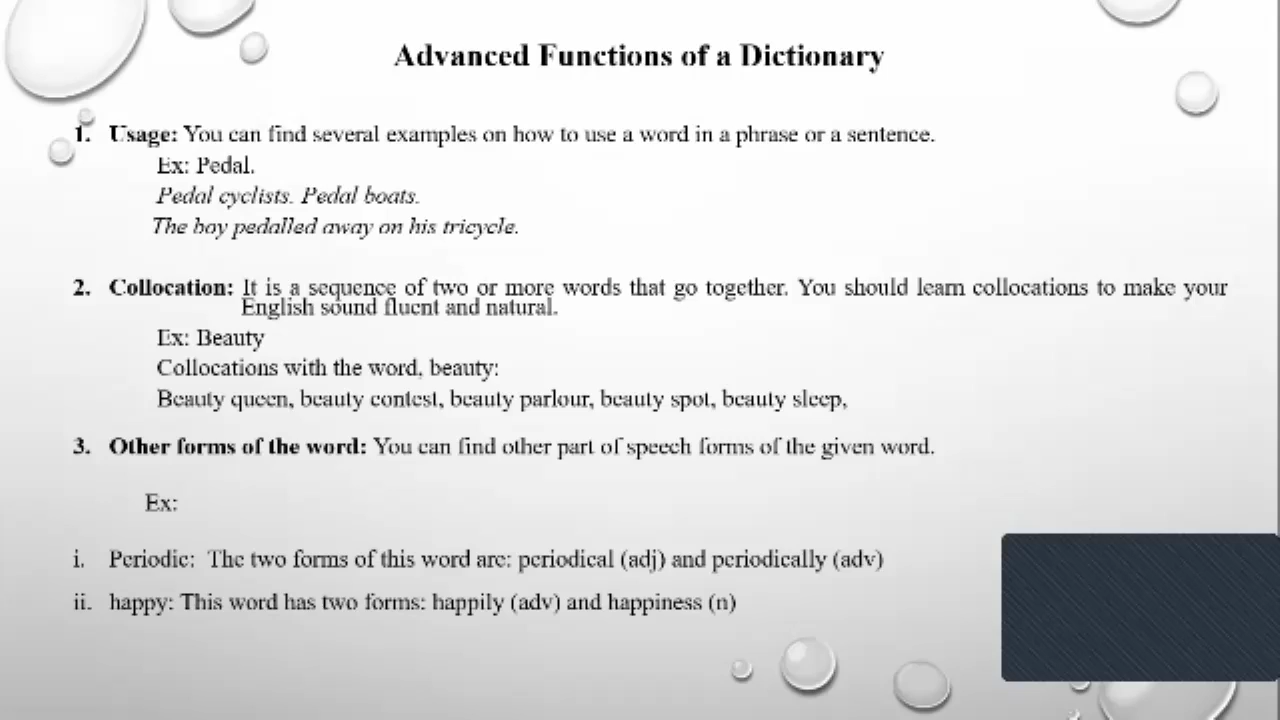 Advanced Functions of a Dictionary
1. Usage: You can find several examples on how to use a word in a phrase or a sentence.
Ex: Pedal.
Pedal cyclists. Pedal boats.
The boy pedalled away on his tricycle.
2. Collocation: It is a sequence of two or more words that go together. You should learn collocations to make your
English sound fluent and natural.
Ex: Beauty
Collocations with the word, beauty:
Beauty queen, beauty contest, beauty parlour, beauty spot, beauty sleep,
3. Other forms of the word: You can find other part of speech forms of the given word.
Ex:
i. Periodic: The two forms of this word are: periodical (adj) and periodically (adv)
ii. happy: This word has two forms: happily (adv) and happiness (n)